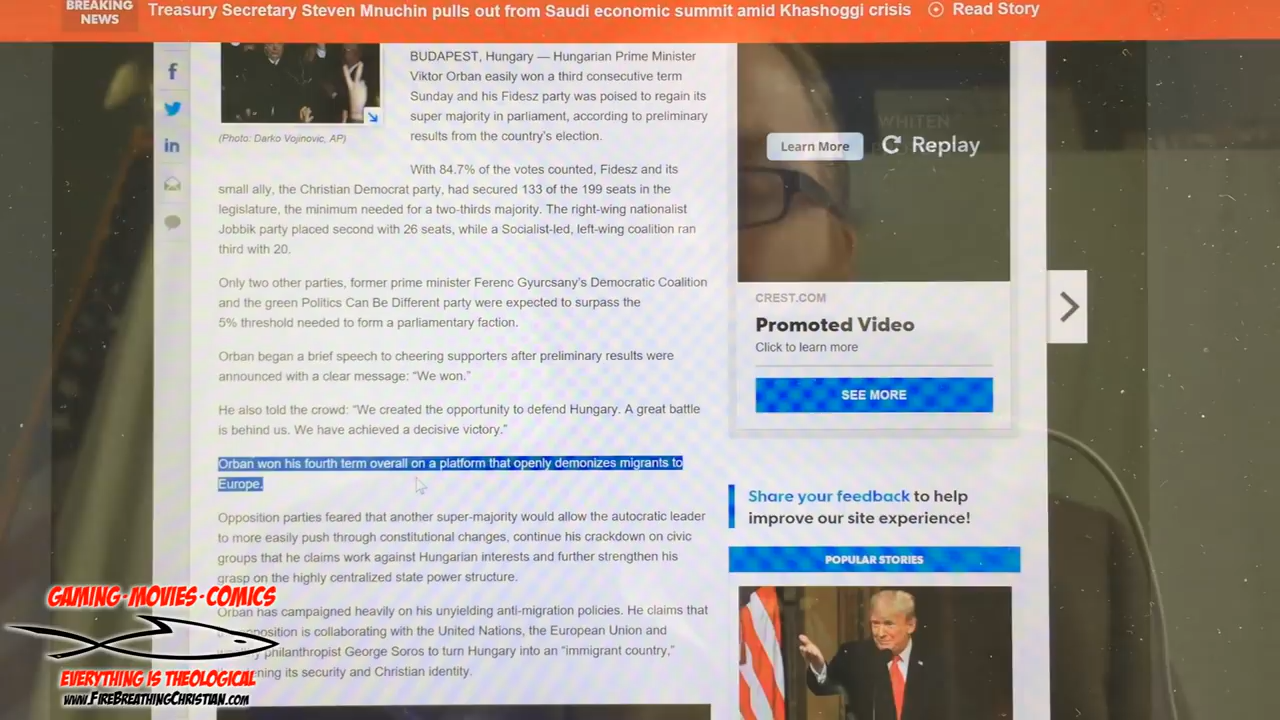 BREAKING
NEWS
Treasury Secretary Steven Mnuchin pulls out from Saudi economic summit amid Khashoggi crisis
Read Story
(Photo: Darko Vojinovic, AP)
BUDAPEST, Hungary — Hungarian Prime Minister
Viktor Orban easily won a third consecutive term
Sunday and his Fidesz party was poised to regain its
super majority in parliament, according to preliminary
results from the country's election.
With 84.7% of the votes counted, Fidesz and its
small ally, the Christian Democrat party, had secured 133 of the 199 seats in the
legislature, the minimum needed for a two-thirds majority. The right-wing nationalist
Jobbik party placed second with 26 seats, while a Socialist-led, left-wing coalition ran
third with 20.
Only two other parties, former prime minister Ferenc Gyurcsany's Democratic Coalition
and the green Politics Can Be Different party were expected to surpass the
5% threshold needed to form a parliamentary faction.
Orban began a brief speech to cheering supporters after preliminary results were
announced with a clear message: "We won."
He also told the crowd: "We created the opportunity to defend Hungary. A great battle
is behind us. We have achieved a decisive victory."
Orban won his fourth term overall on a platform that openly demonizes migrants to
Europe.
Opposition parties feared that another super-majority would allow the autocratic leader
to more easily push through constitutional changes, continue his crackdown on civic
groups that he claims work against Hungarian interests and further strengthen his
grasp on the highly centralized state power structure.
Orban has campaigned heavily on his unyielding anti-migration policies. He claims that
opposition is collaborating with the United Nations, the European Union and
philanthropist George Soros to turn Hungary into an "immigrant country,"
its security and Christian identity.
WHITEN
Learn More
Replay
CREST.COM
Promoted Video
Click to learn more
SEE MORE
Share your feedback to help
improve our site experience!
POPULAR STORIES
GAMING·MOVIES·COMICS
EVERYTHING IS THEOLOGICAL
www.FireBreathingChristian.com